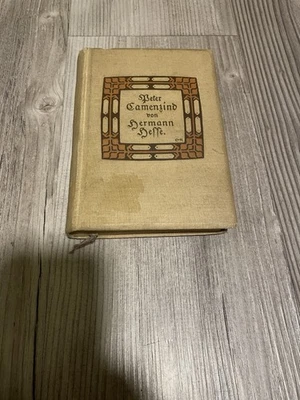 Peter
Camenzind
von
Hermann
Hesse.